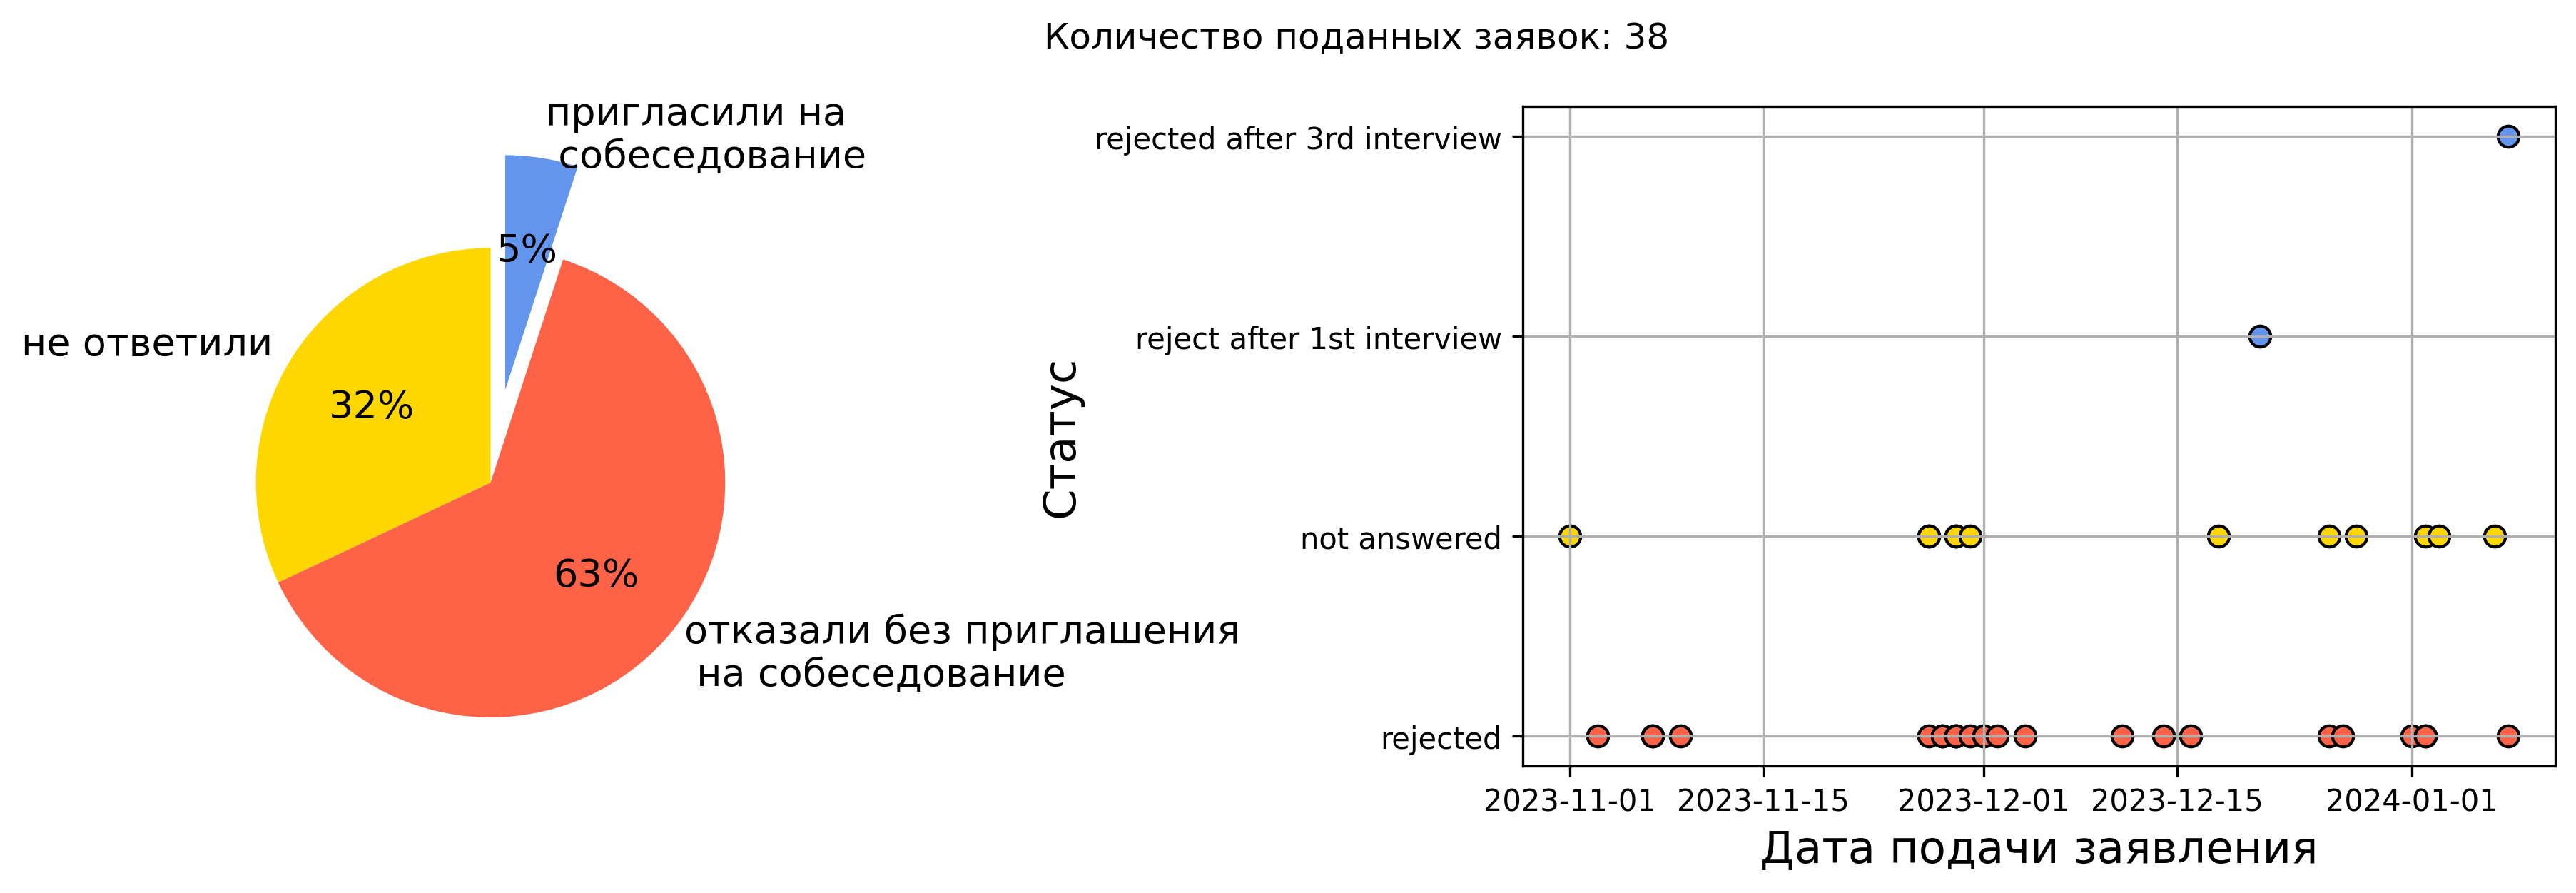 Количество поданных заявок: 38
пригласили на
собеседование
5%
не ответили
32%
63%
отказали без приглашения
на собеседование
Статус
rejected after 3rd interview
reject after 1st interview
not answered
rejected
2023-11-01 2023-11-15 2023-12-01 2023-12-15 2024-01-01
Дата подачи заявления